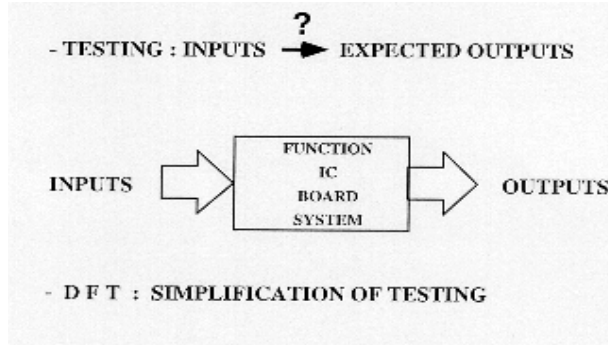 ?
- TESTING : INPUTS → EXPECTED OUTPUTS
FUNCTION
IC
BOARD
SYSTEM
INPUTS
OUTPUTS
- D F T : SIMPLIFICATION OF TESTING